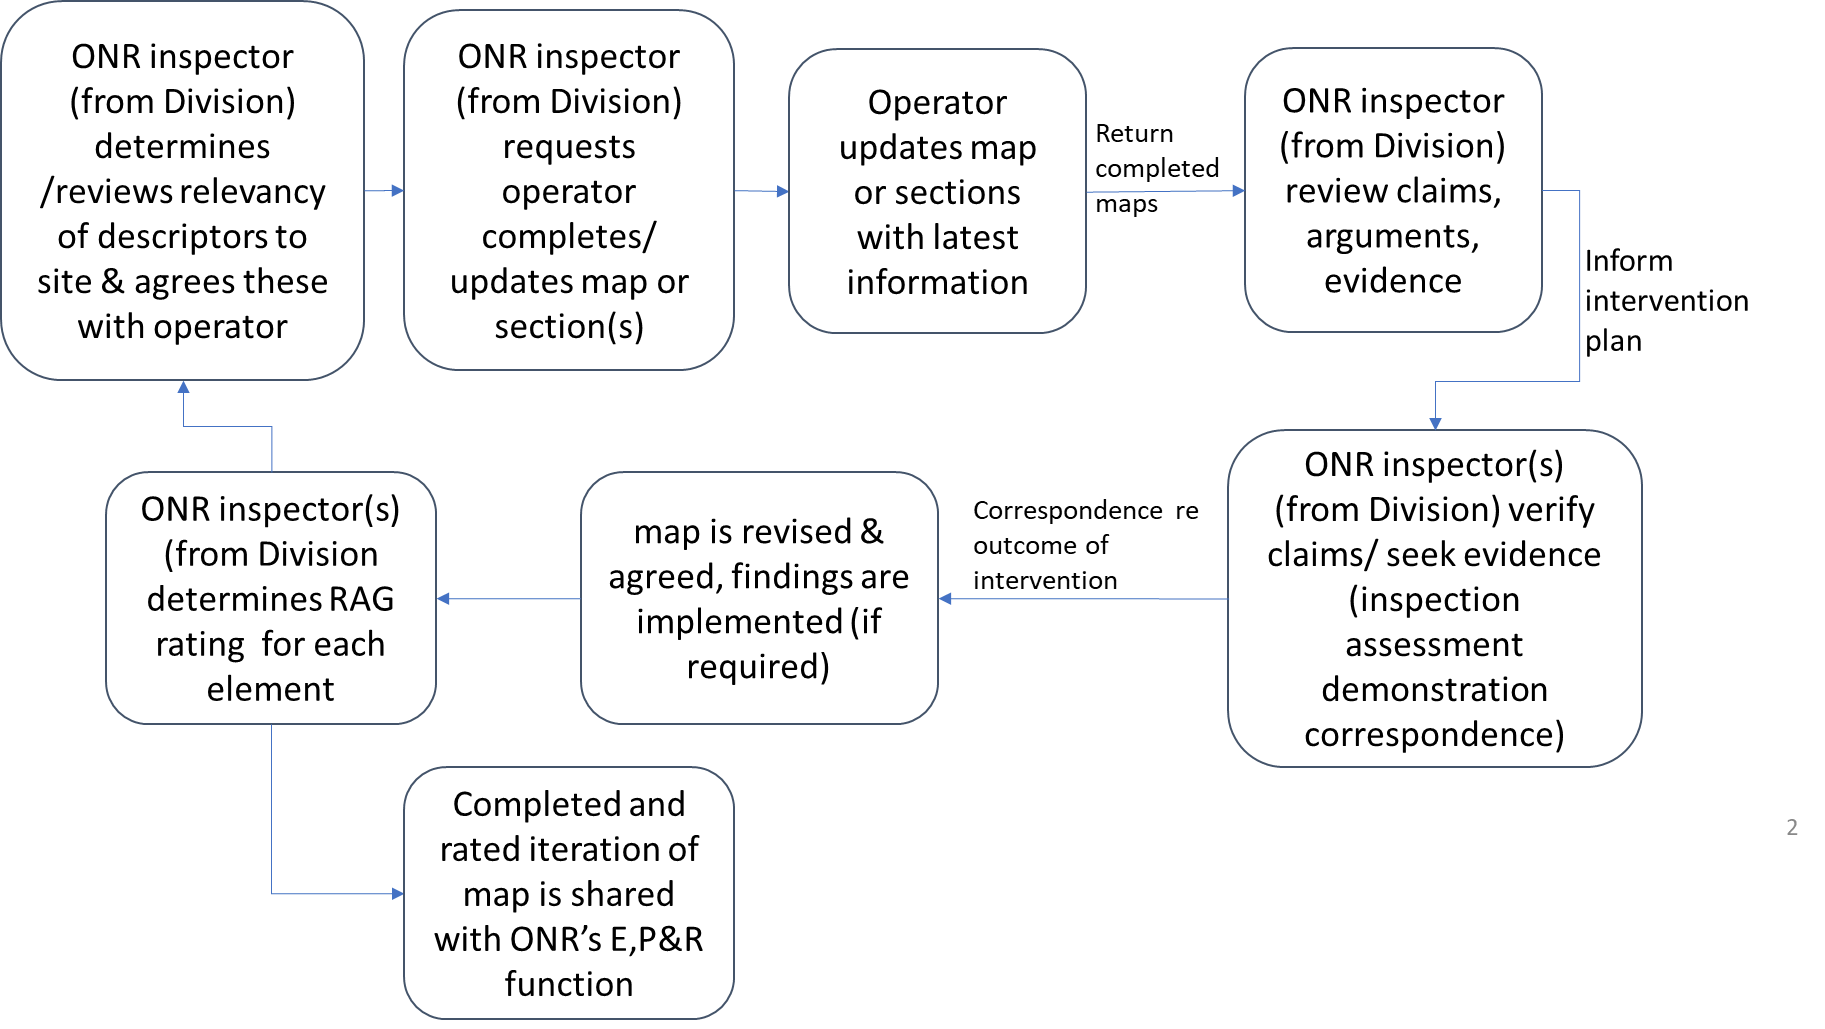 ONR inspector
(from Division)
determines
/reviews relevancy
of descriptors to
site & agrees these
with operator
ONR inspector
(from Division)
requests
operator
completes/
updates map or
section(s)
Operator
updates map
or sections
with latest
information
Return
completed
maps
ONR inspector
(from Division)
review claims,
arguments,
evidence
Inform
intervention
plan
ONR inspector(s)
(from Division) verify
claims/ seek evidence
(inspection
assessment
demonstration
correspondence)
Correspondence re
outcome of
intervention
map is revised &
agreed, findings are
implemented (if
required)
ONR inspector(s)
(from Division
determines RAG
rating for each
element
Completed and
rated iteration of
map is shared
with ONR’s E,P&R
function
2